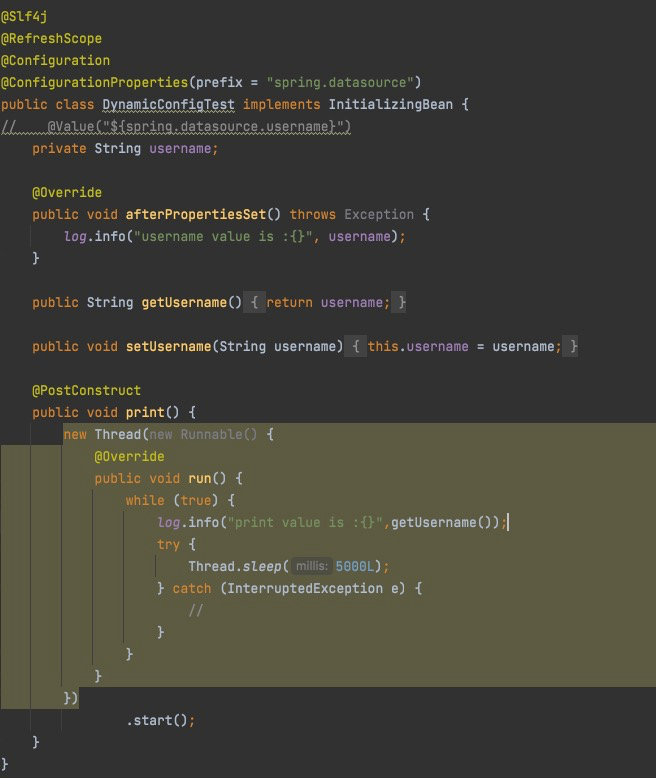 @Slf4j
@RefreshScope
@Configuration
@ConfigurationProperties(prefix = "spring.datasource")
public class DynamicConfigTest implements InitializingBean {
//    @Value("${spring.datasource.username}")
    private String username;

    @Override
    public void afterPropertiesSet() throws Exception {
        log.info("username value is :{}", username);
    }

    public String getUsername() { return username; }

    public void setUsername(String username) { this.username = username; }

    @PostConstruct
    public void print() {
        new Thread(new Runnable() {
            @Override
            public void run() {
                while (true) {
                    log.info("print value is :{}",getUsername());
                    try {
                        Thread.sleep( millis: 5000L);
                    } catch (InterruptedException e) {
                        //
                    }
                }
            }
        })
                .start();
    }
}